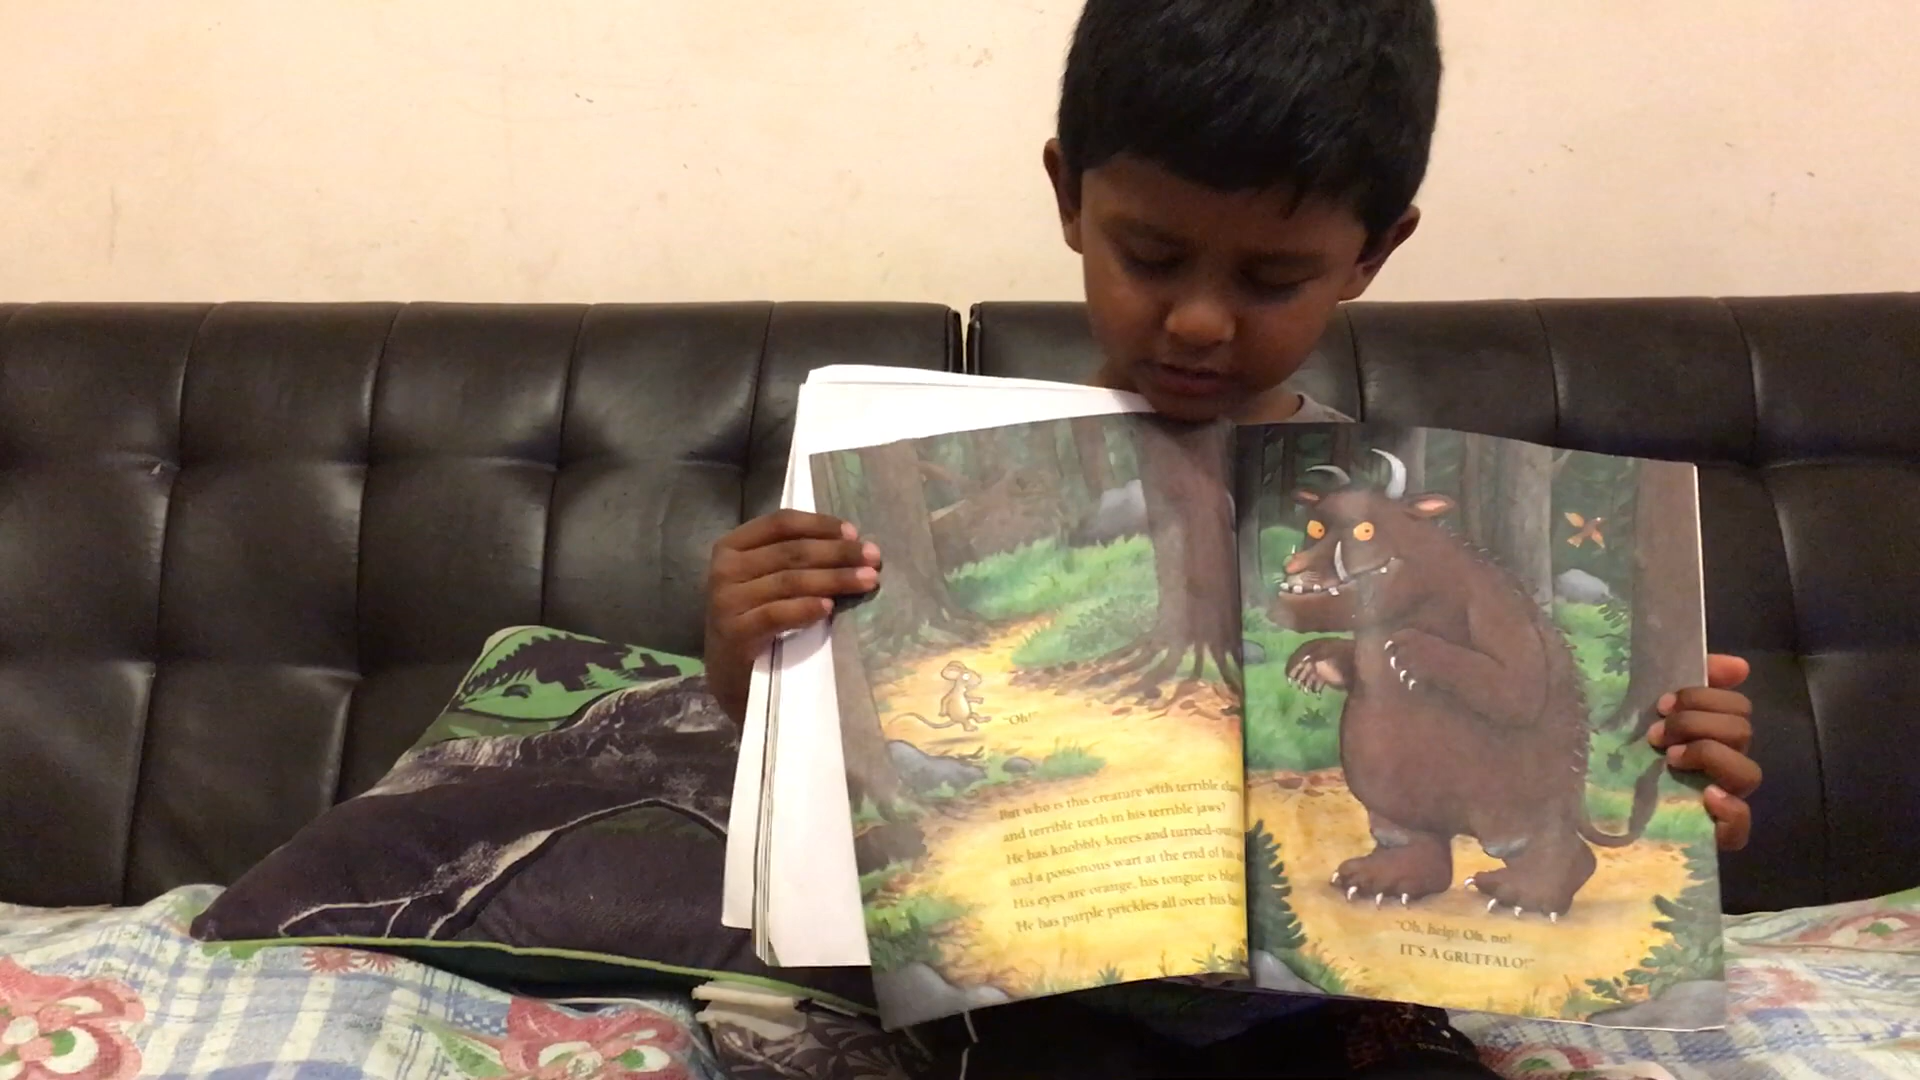 "Oh!"
But who is this creature with terrible
and terrible teeth in his terrible jaws?
He has knobbly knees and turned-out
and a poisonous wart at the end of his
His eyes are orange, his tongue is
He has purple prickles all over his
"Oh, help! Oh, no!
IT'S A GRUFFALO!"